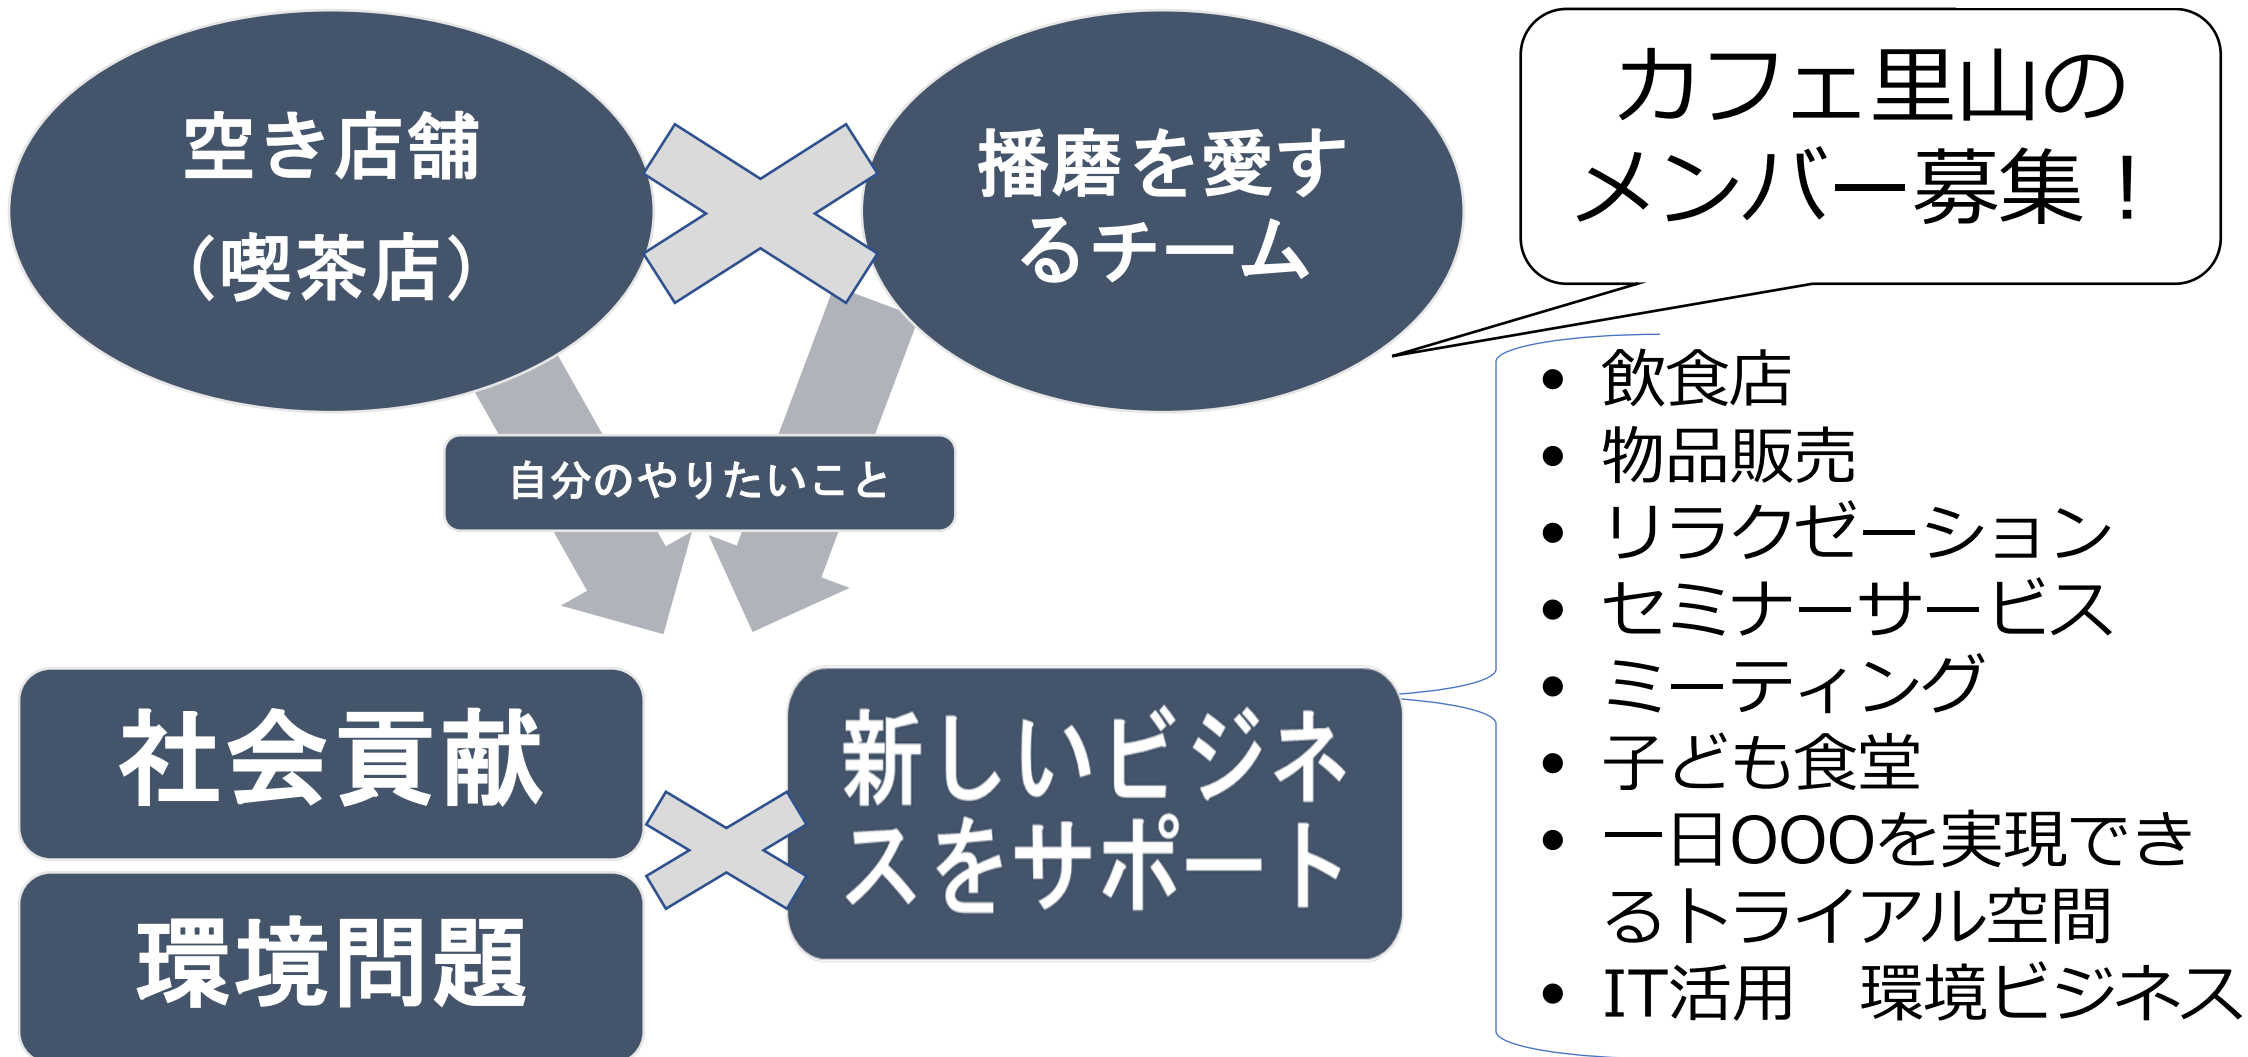 空き店舗
（喫茶店）
播磨を愛す
るチーム
カフェ里山の
メンバー募集！
自分のやりたいこと
社会貢献
環境問題
新しいビジネ
スをサポート
• 飲食店
• 物品販売
• リラクゼーション
• セミナーサービス
• ミーティング
• 子ども食堂
• 一日OOOを実現でき
るトライアル空間
• IT活用　環境ビジネス